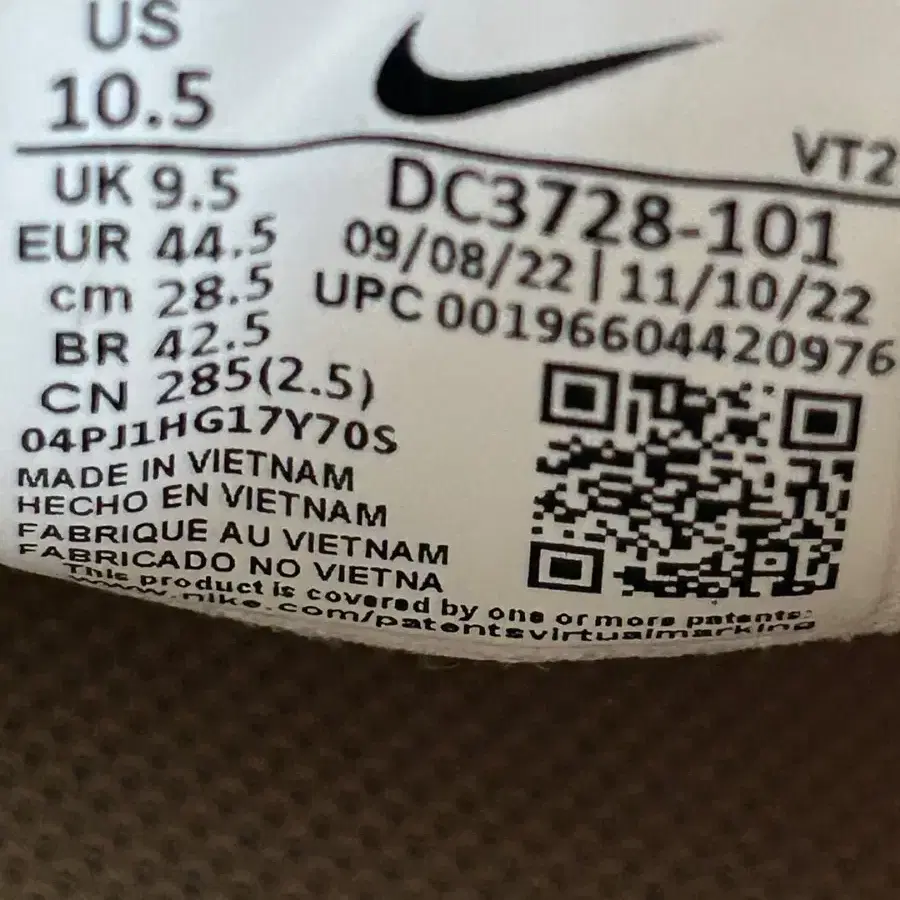 US
10.5
VT2
UK 9.5
EUR 44.5
cm 28.5
BR 42.5
CN 285(2.5)
DC3728-101
09/08/22 | 11/10/22
UPC 00196604420976
04PJ1HG17Y70S
MADE IN VIETNAM
HECHO EN VIETNAM
FABRIQUE AU VIETNAM
FABRICADO NO VIETNA
This product is covered by one or more patents:
www.nike.com/patentsvirtualmarking